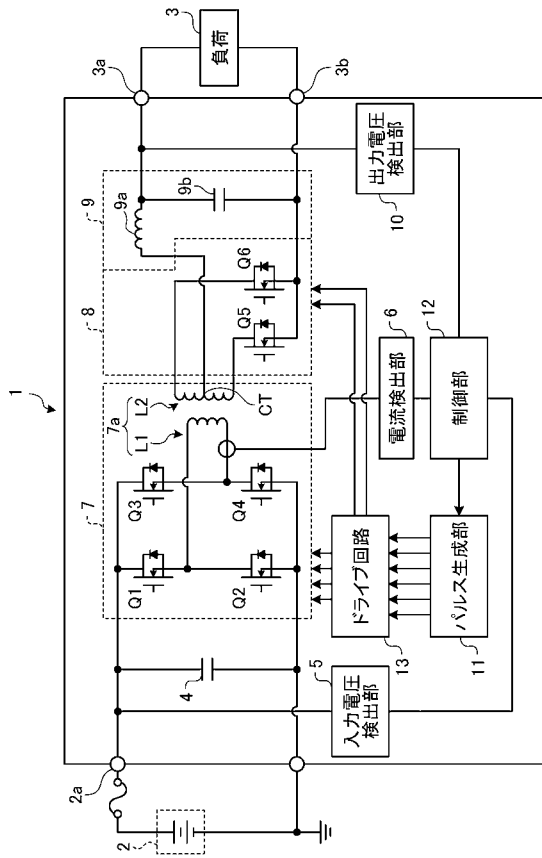 1
2
2a
3a
3
負荷
3b
4
7
Q1
Q2
Q3
Q4
7a
L1
L2
CT
8
Q5
Q6
9
9a
9b
5
入力電圧
検出部
13
ドライブ回路
11
パルス生成部
6
電流検出部
12
制御部
10
出力電圧
検出部